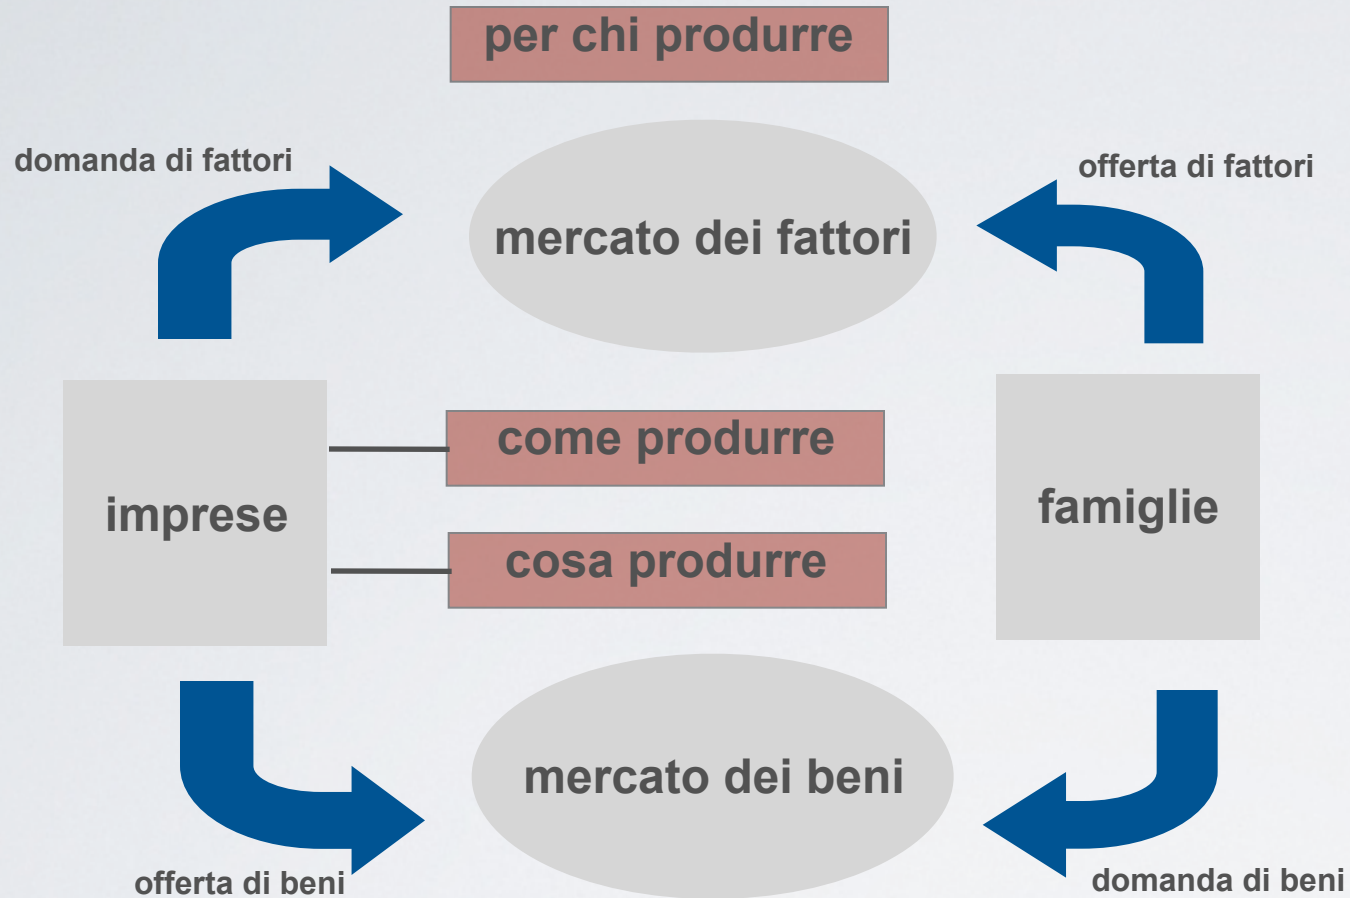 per chi produrre
domanda di fattori
offerta di fattori
mercato dei fattori
come produrre
imprese
famiglie
cosa produrre
mercato dei beni
offerta di beni
domanda di beni